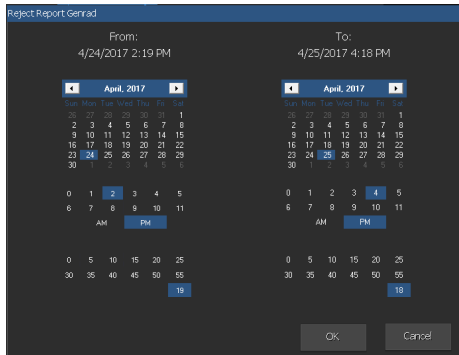 Reject Report Genrad
From:
4/24/2017 2:19 PM
April, 2017
Sun Mon Tue Wed Thu Fri Sat
26 27 28 29 30 31 1
2 3 4 5 6 7 8
9 10 11 12 13 14 15
16 17 18 19 20 21 22
23 24 25 26 27 28 29
30 1 2 3 4 5 6
0 1 2 3 4 5
6 7 8 9 10 11
AM PM
0 5 10 15 20 25
30 35 40 45 50 55
19
To:
4/25/2017 4:18 PM
April, 2017
Sun Mon Tue Wed Thu Fri Sat
26 27 28 29 30 31 1
2 3 4 5 6 7 8
9 10 11 12 13 14 15
16 17 18 19 20 21 22
23 24 25 26 27 28 29
30 1 2 3 4 5 6
0 1 2 3 4 5
6 7 8 9 10 11
AM PM
0 5 10 15 20 25
30 35 40 45 50 55
18
OK Cancel